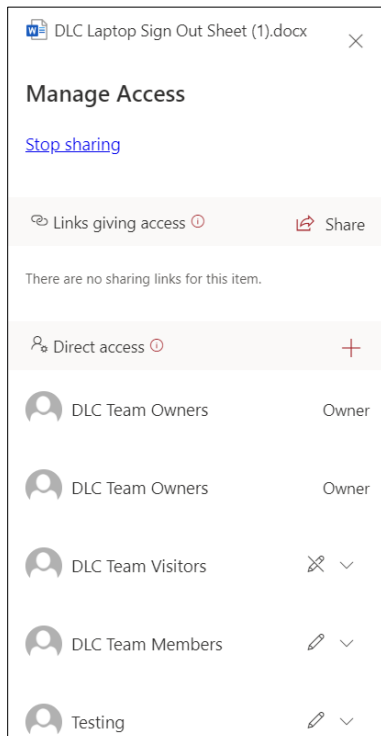 DLC Laptop Sign Out Sheet (1).docx
Manage Access
Stop sharing
Links giving access Share
There are no sharing links for this item.
Direct access
DLC Team Owners Owner
DLC Team Owners Owner
DLC Team Visitors
DLC Team Members
Testing